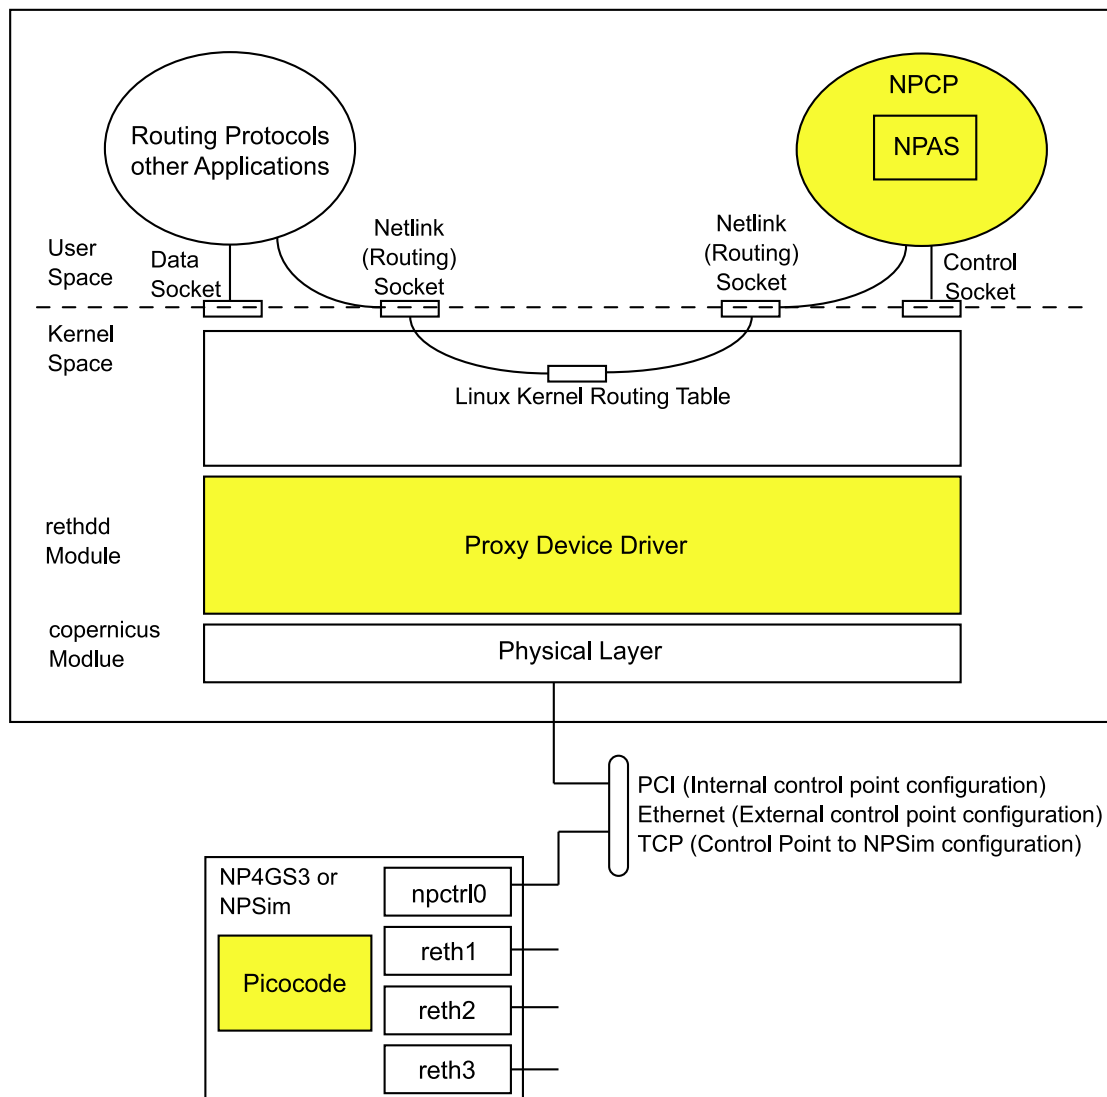 Routing Protocols
other Applications
NPCP
NPAS
User
Space
Data
Socket
Netlink
(Routing)
Socket
Netlink
(Routing)
Socket
Control
Socket
Kernel
Space
Linux Kernel Routing Table
rethdd
Module
Proxy Device Driver
copernicus
Modlue
Physical Layer
PCI (Internal control point configuration)
Ethernet (External control point configuration)
TCP (Control Point to NPSim configuration)
NP4GS3 or
NPSim
npctrl0
reth1
Picocode
reth2
reth3